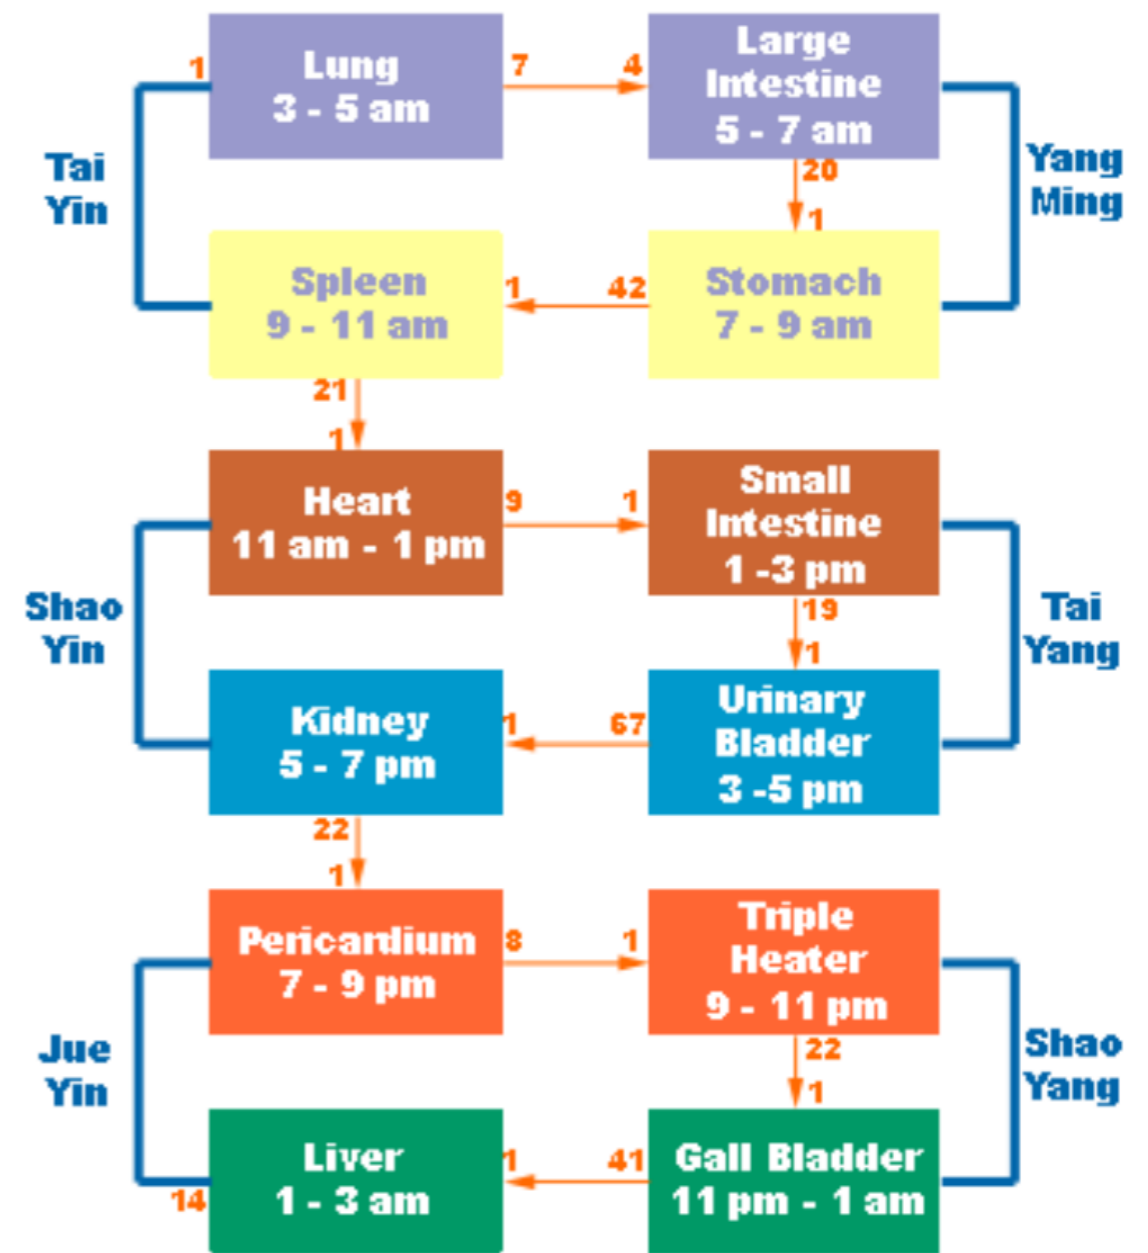 1
Lung
3 - 5 am
7
4
Large
Intestine
5 - 7 am
Tai
Yin
Yang
Ming
20
1
Spleen
9 - 11 am
1
42
Stomach
7 - 9 am
21
1
Heart
11 am - 1 pm
9
1
Small
Intestine
1 -3 pm
Shao
Yin
Tai
Yang
19
1
Kidney
5 - 7 pm
1
67
Urinary
Bladder
3 -5 pm
22
1
Pericardium
7 - 9 pm
8
1
Triple
Heater
9 - 11 pm
Jue
Yin
Shao
Yang
22
1
14
Liver
1 - 3 am
1
41
Gall Bladder
11 pm - 1 am